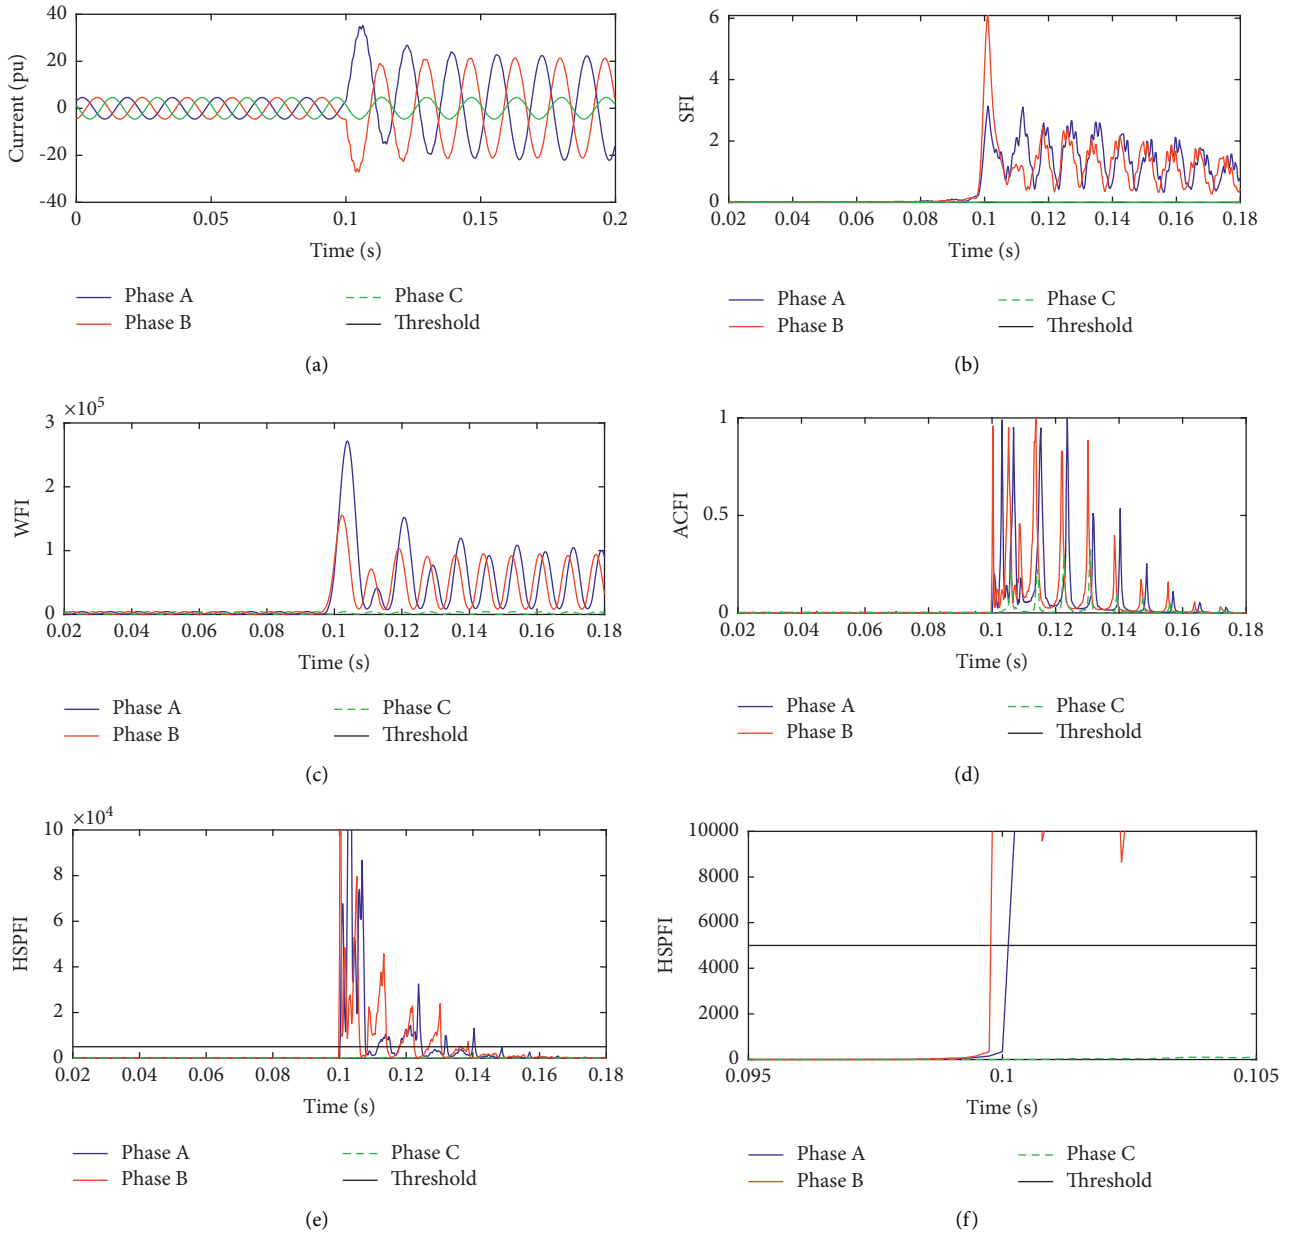 40
20
0
-20
-40
Current (pu)
0
0.05
0.1
0.15
0.2
Time (s)
Phase A
Phase B
Phase C
Threshold
(a)
6
4
2
0
SFI
0.02
0.04
0.06
0.08
0.1
0.12
0.14
0.16
0.18
Time (s)
Phase A
Phase B
Phase C
Threshold
(b)
×10^5
3
2
1
0
WFI
0.02
0.04
0.06
0.08
0.1
0.12
0.14
0.16
0.18
Time (s)
Phase A
Phase B
Phase C
Threshold
(c)
1
0.5
0
ACFI
0.02
0.04
0.06
0.08
0.1
0.12
0.14
0.16
0.18
Time (s)
Phase A
Phase B
Phase C
Threshold
(d)
×10^4
10
8
6
4
2
0
HSPFI
0.02
0.04
0.06
0.08
0.1
0.12
0.14
0.16
0.18
Time (s)
Phase A
Phase B
Phase C
Threshold
(e)
10000
8000
6000
4000
2000
0
HSPFI
0.095
0.1
0.105
Time (s)
Phase A
Phase B
Phase C
Threshold
(f)